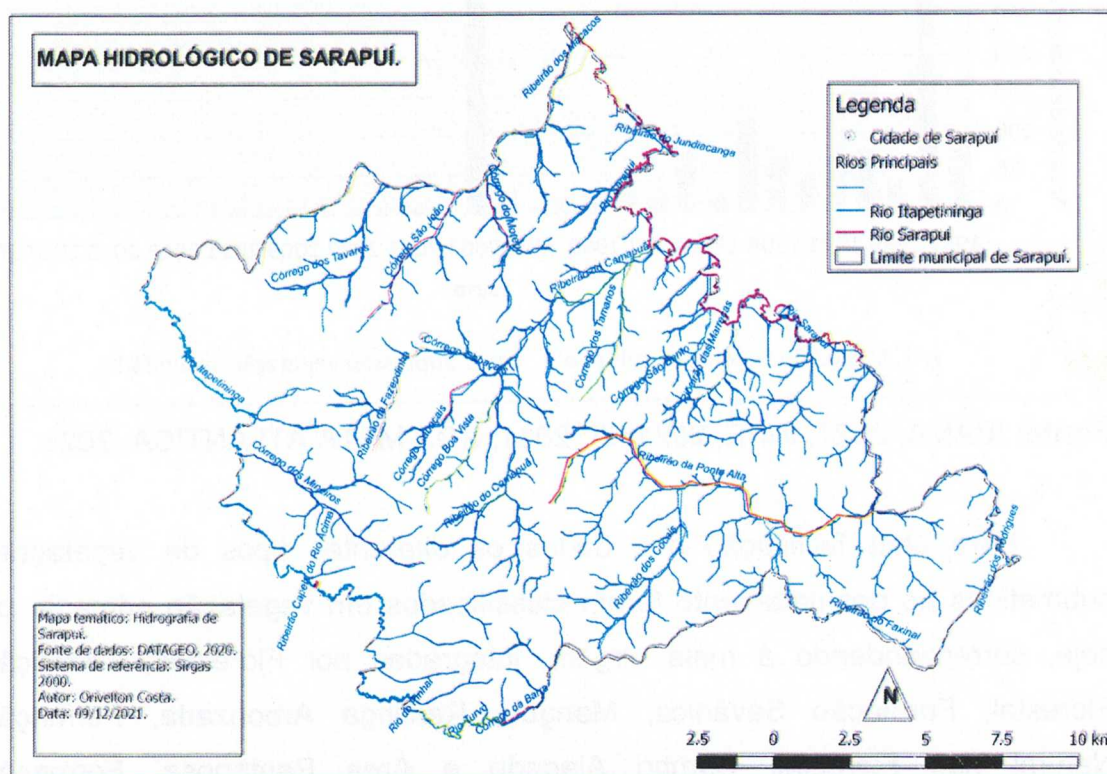 MAPA HIDROLÓGICO DE SARAPUÍ.
Legenda
Cidade de Sarapuí
Rios Principais
Rio Itapetininga
Rio Sarapuí
Limite municipal de Sarapuí.
Ribeirão dos Macacos
Ribeirão do Jundiacanga
Córrego dos Tavares
Córrego São João
Ribeirão do Camapuã
Córrego dos Tamanos
Rio Itapetininga
Ribeirão da Fazendinha
Córrego Boa Vista
Ribeirão da Ponte Alta
Córrego dos Mineiros
Ribeirão dos Cocais
Ribeirão do Faxinal
Córrego da Barra
Rio Turvo
Mapa temático: Hidrografia de
Sarapuí.
Fonte de dados: DATAGEO, 2020.
Sistema de referência: Sirgas
2000.
Autor: Orivelton Costa.
Data: 09/12/2021.
N
2.5 0 2.5 5 7.5 10 km